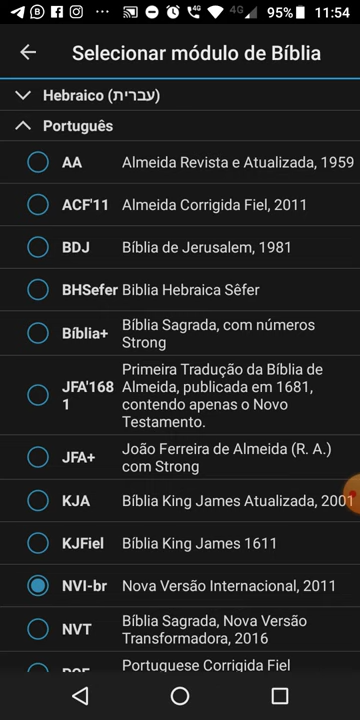 4G
4G
95%
11:54
Selecionar módulo de Bíblia
Hebraico (עברית)
Português
AA Almeida Revista e Atualizada, 1959
ACF'11 Almeida Corrigida Fiel, 2011
BDJ Bíblia de Jerusalem, 1981
BHSefer Biblia Hebraica Sêfer
Bíblia+ Bíblia Sagrada, com números
Strong
JFA'168
1
Primeira Tradução da Bíblia de
Almeida, publicada em 1681,
contendo apenas o Novo
Testamento.
JFA+ João Ferreira de Almeida (R. A.)
com Strong
KJA Bíblia King James Atualizada, 2001
KJFiel Bíblia King James 1611
NVI-br Nova Versão Internacional, 2011
NVT Bíblia Sagrada, Nova Versão
Transformadora, 2016
Portuguese Corrigida Fiel